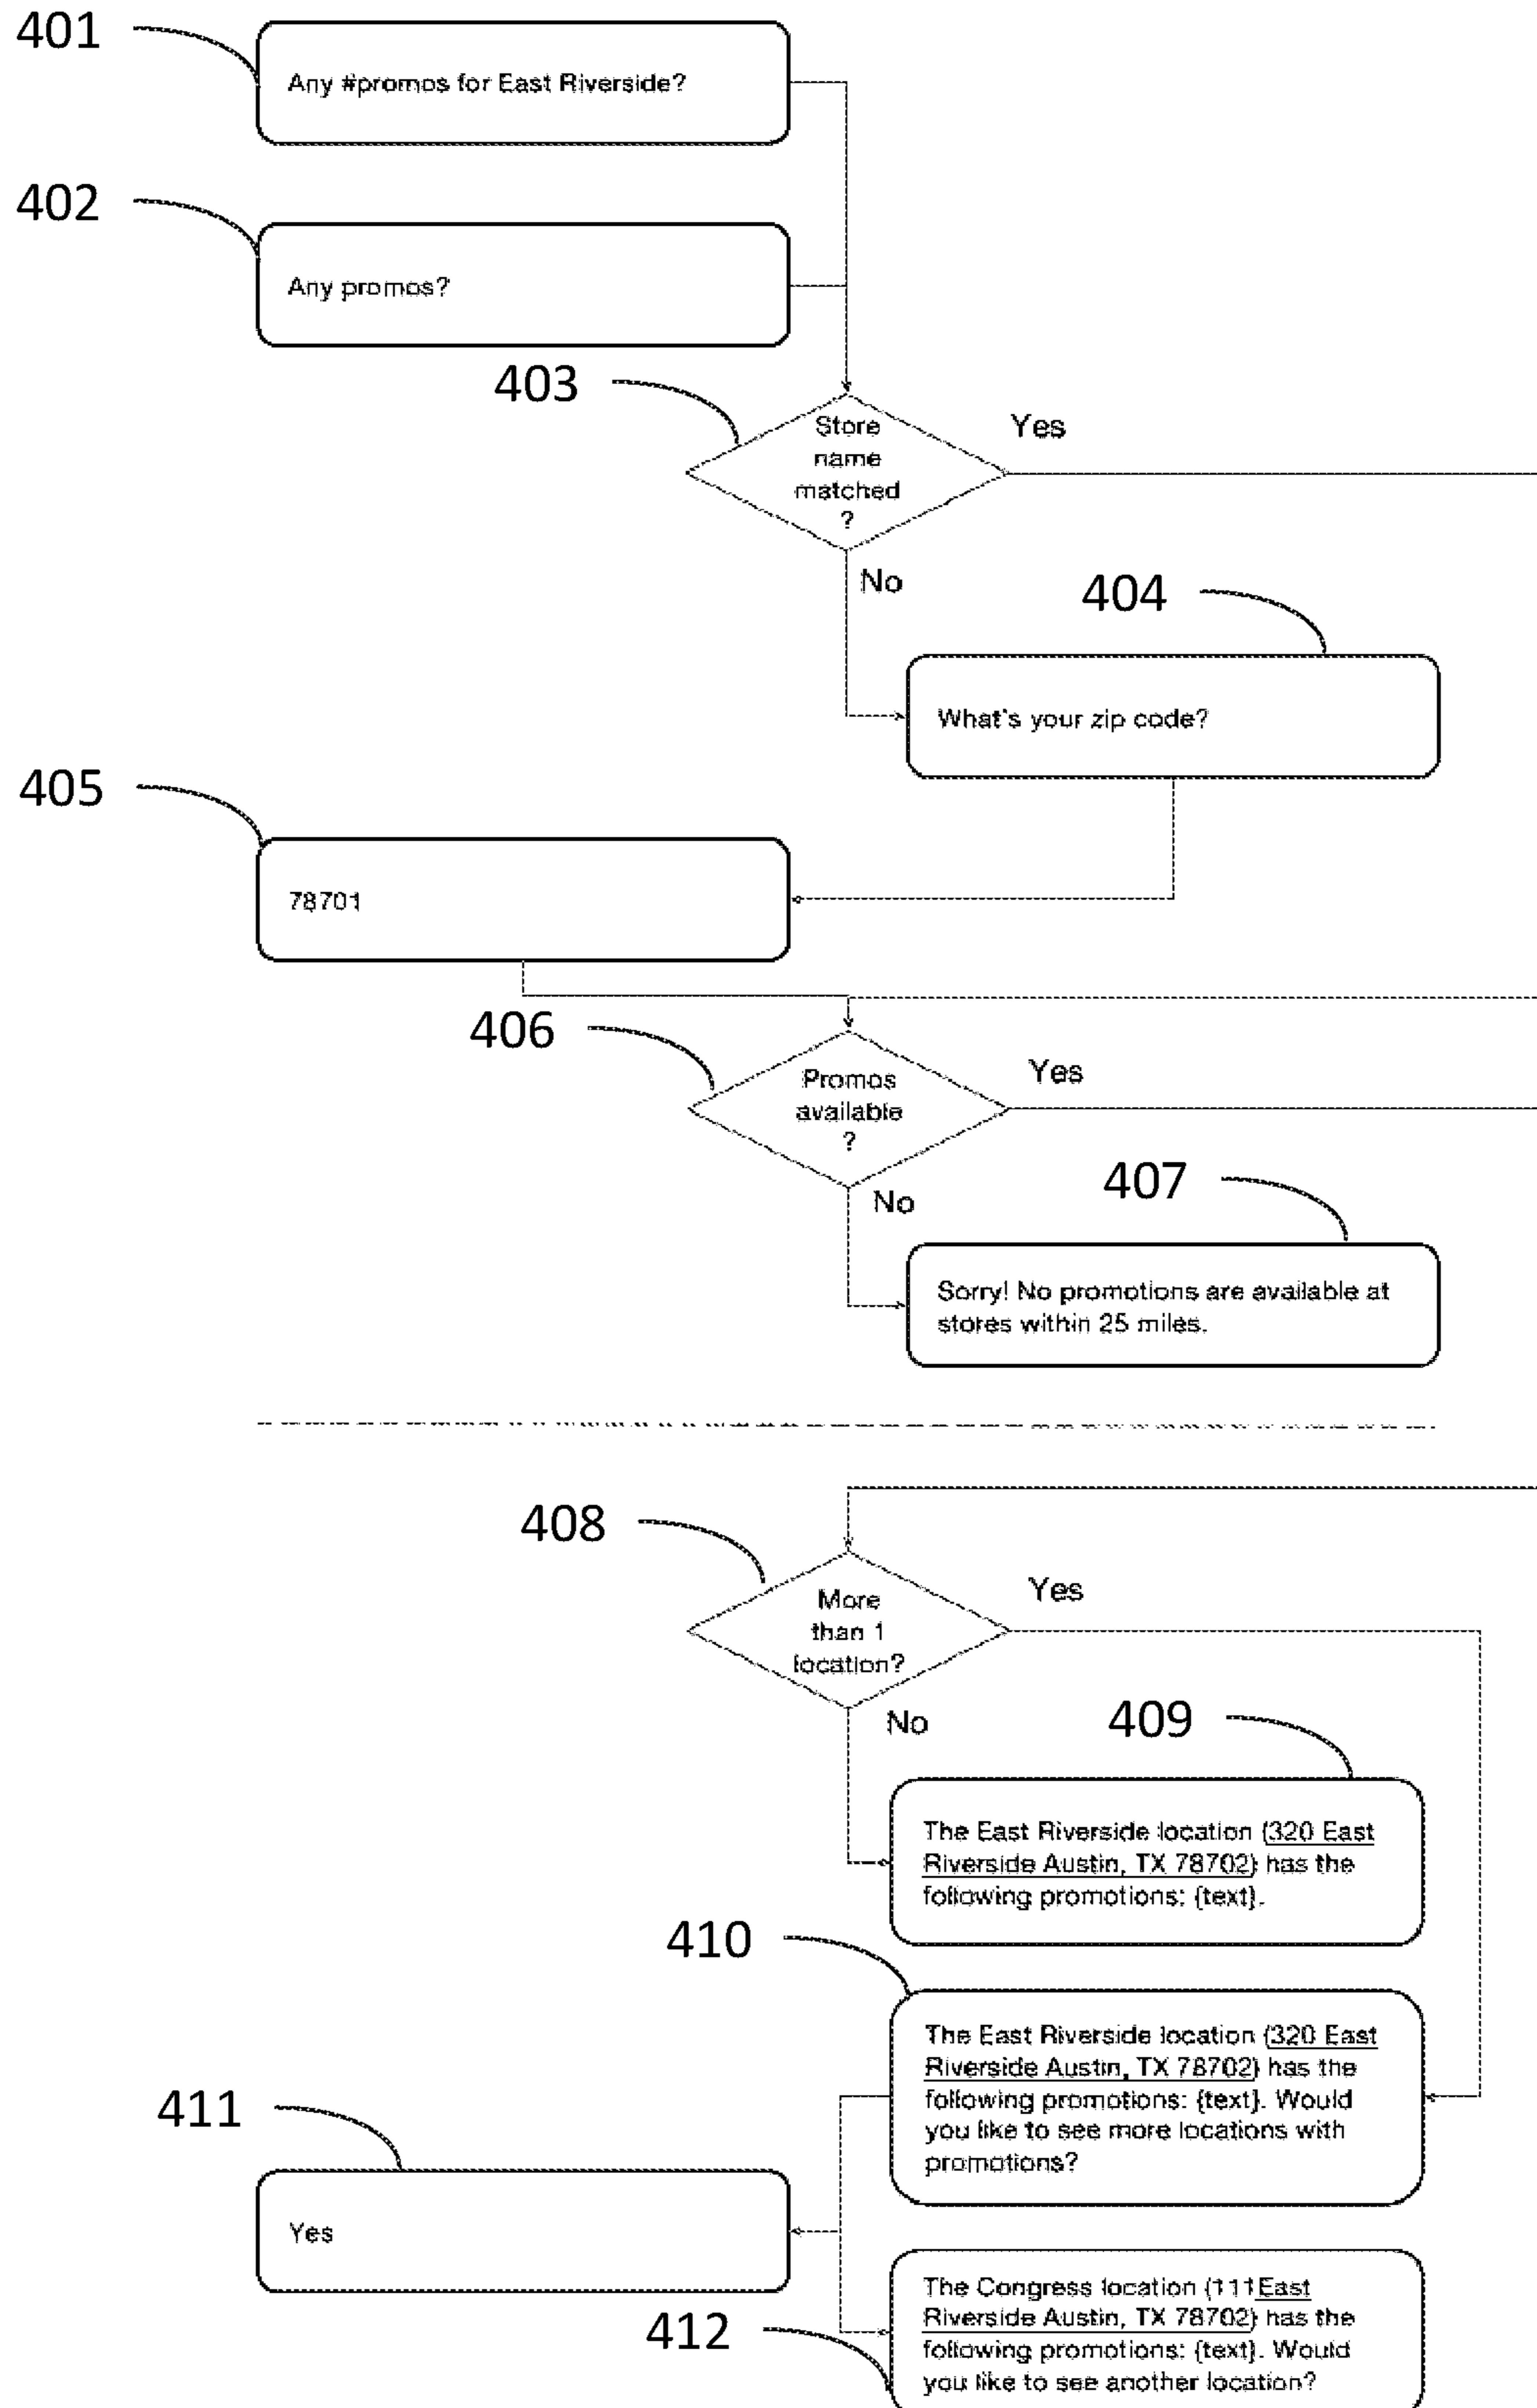 401
Any #promos for East Riverside?
402
Any promos?
403
Store
name
matched
?
Yes
No
404
What's your zip code?
405
78701
406
Promos
available
?
Yes
No
407
Sorry! No promotions are available at
stores within 25 miles.
408
More
than 1
location?
Yes
No
409
The East Riverside location (320 East
Riverside Austin, TX 78702) has the
following promotions: {text}.
410
The East Riverside location (320 East
Riverside Austin, TX 78702) has the
following promotions: {text}. Would
you like to see more locations with
promotions?
411
Yes
412
The Congress location (111East
Riverside Austin, TX 78702) has the
following promotions: {text}. Would
you like to see another location?